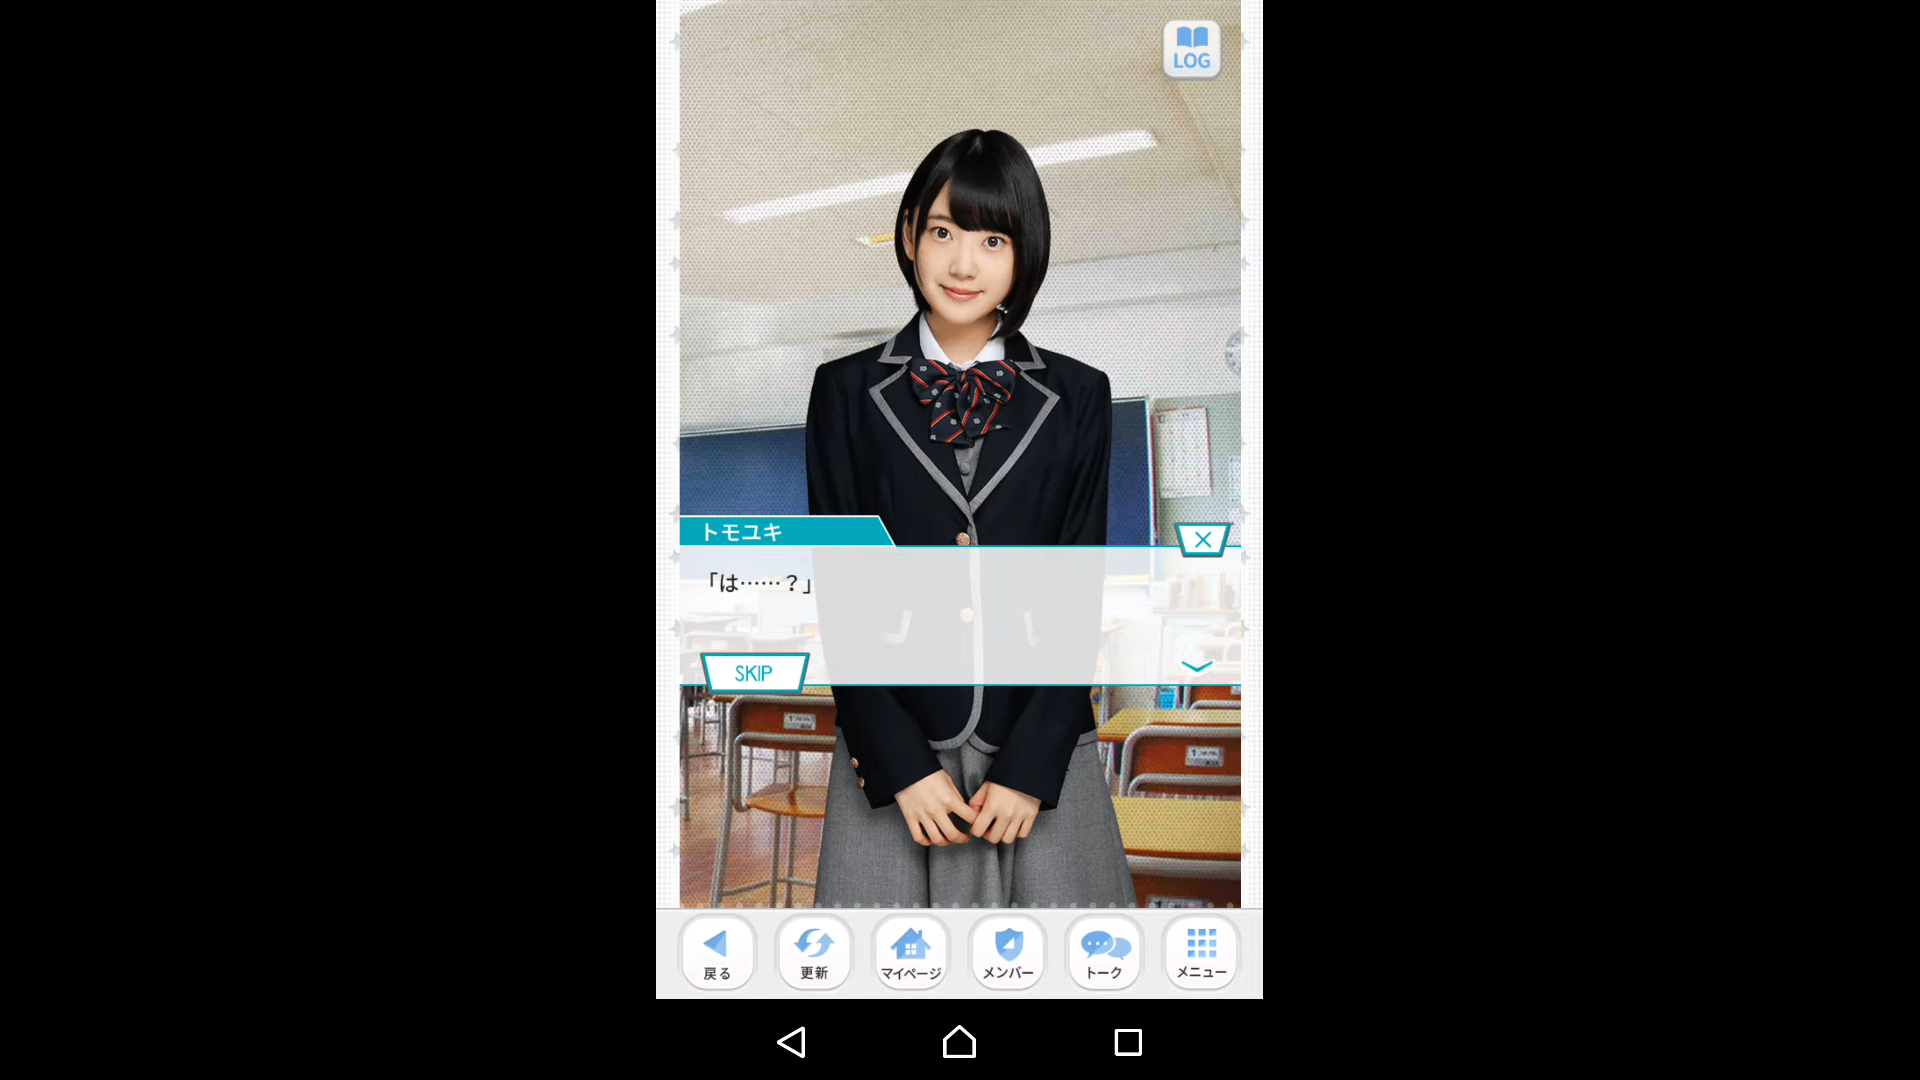 LOG
トモユキ
「は……？」
SKIP
戻る
更新
マイページ
メンバー
トーク
メニュー